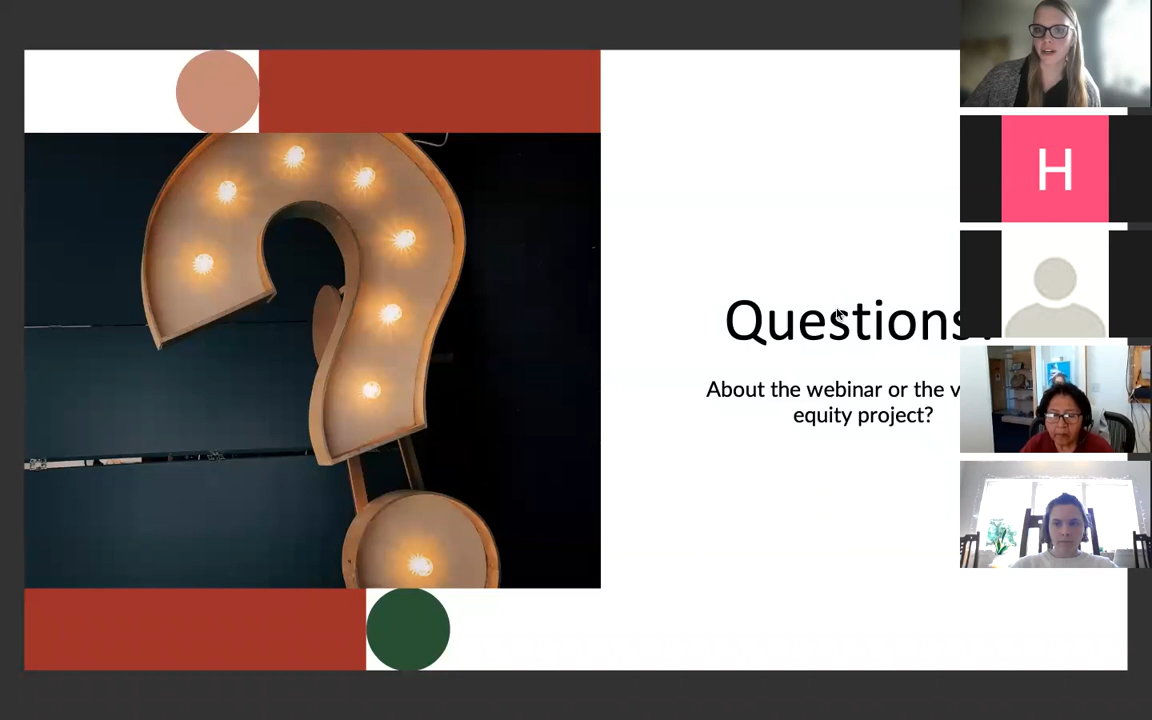 Questions
About the webinar or the v
equity project?
H